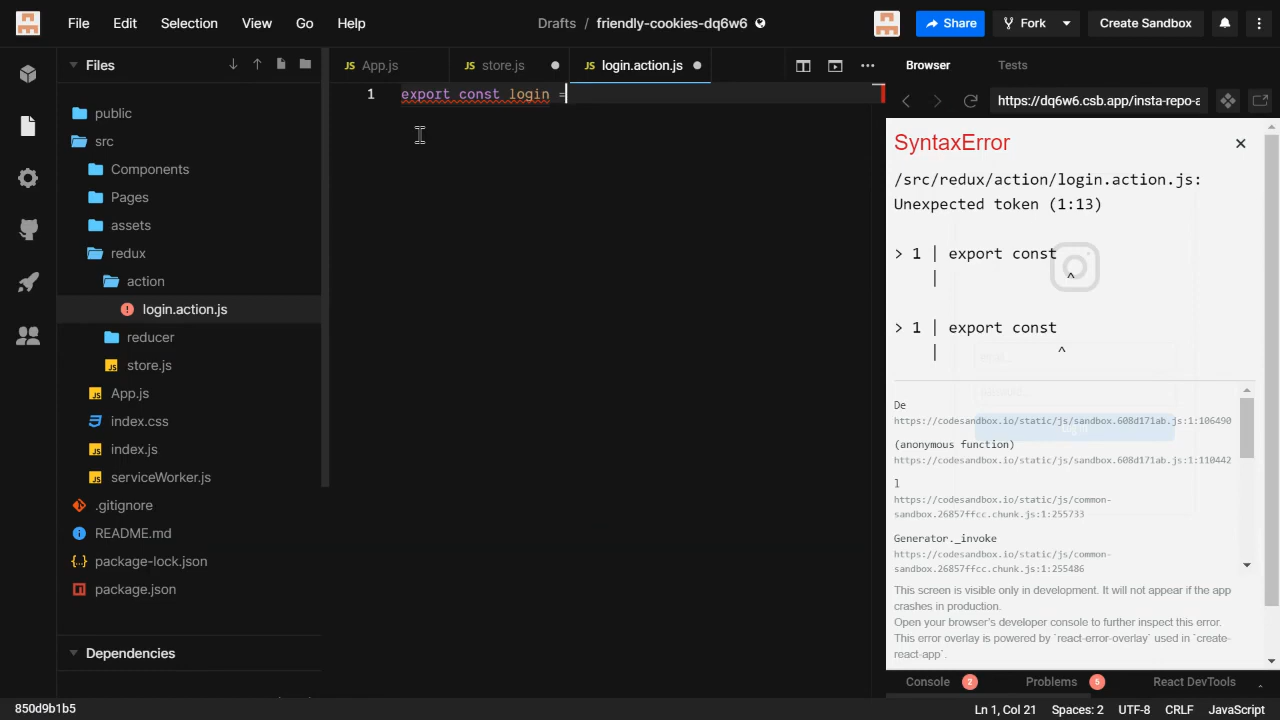 File Edit Selection View Go Help
Drafts / friendly-cookies-dq6w6
Share
Fork
Create Sandbox
Files
public
src
Components
Pages
assets
redux
action
login.action.js
reducer
store.js
App.js
index.css
index.js
serviceWorker.js
.gitignore
README.md
package-lock.json
package.json
Dependencies
JS App.js
JS store.js
JS login.action.js
1 export const login =
Browser
Tests
https://dq6w6.csb.app/insta-repo-a
SyntaxError
/src/redux/action/login.action.js:
Unexpected token (1:13)
> 1 | export const
| ^
> 1 | export const
| ^
De
https://codesandbox.io/static/js/sandbox.608d171ab.js:1:106490
(anonymous function)
https://codesandbox.io/static/js/sandbox.608d171ab.js:1:110442
l
https://codesandbox.io/static/js/common-
sandbox.26857ffcc.chunk.js:1:255733
Generator._invoke
https://codesandbox.io/static/js/common-
sandbox.26857ffcc.chunk.js:1:255486
This screen is visible only in development. It will not appear if the app
crashes in production.
Open your browser's developer console to further inspect this error.
This error overlay is powered by `react-error-overlay` used in `create-
react-app`.
Console 2
Problems 5
React DevTools
850d9b1b5
Ln 1, Col 21 Spaces: 2 UTF-8 CRLF JavaScript